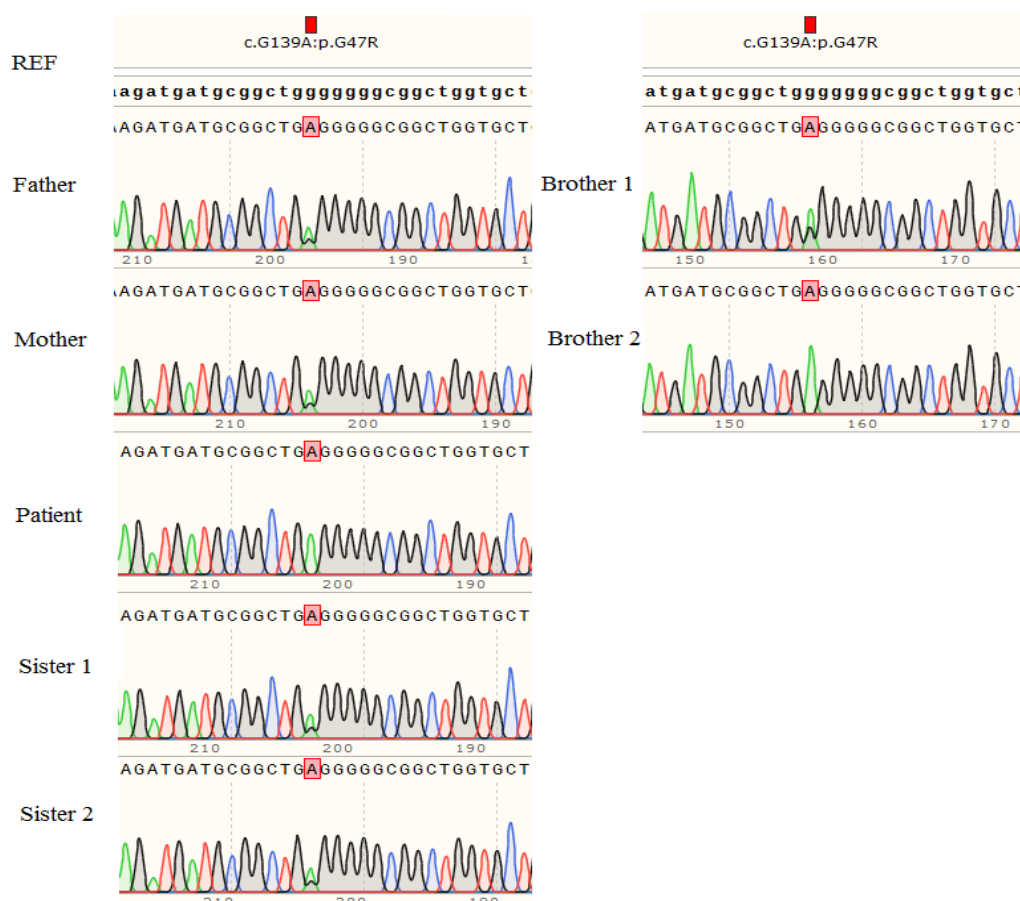 c.G139A:p.G47R
REF
agatgatgcggctgggggggcggctggtgct
AAGATGATGCGGCTGAGGGGGCGGCTGGTGCT
Father
210 200 190
AAGATGATGCGGCTGAGGGGGCGGCTGGTGCT
Mother
210 200 190
AGATGATGCGGCTGAGGGGGCGGCTGGTGCT
Patient
210 200 190
AGATGATGCGGCTGAGGGGGCGGCTGGTGCT
Sister 1
210 200 190
AGATGATGCGGCTGAGGGGGCGGCTGGTGCT
Sister 2
c.G139A:p.G47R
atgatgcggctgggggggcggctggtgct
ATGATGCGGCTGAGGGGGCGGCTGGTGCT
Brother 1
150 160 170
ATGATGCGGCTGAGGGGGCGGCTGGTGCT
Brother 2
150 160 170